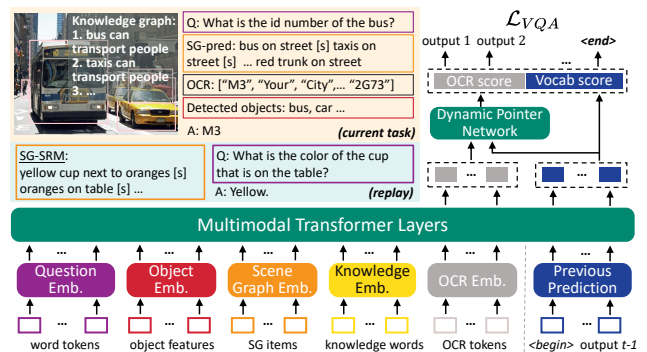 Knowledge graph:
1. bus can
transport people
2. taxis can
transport people
3. ...
Q: What is the id number of the bus?
SG-pred: bus on street [s] taxis on
street [s] ... red trunk on street
OCR: ["M3", "Your", "City",... "2G73"]
Detected objects: bus, car ...
A: M3
(current task)
SG-SRM:
yellow cup next to oranges [s]
oranges on table [s] ...
Q: What is the color of the cup
that is on the table?
A: Yellow.
(replay)
L_VQA
output 1 output 2 ... <end>
OCR score Vocab score
Dynamic Pointer
Network
... ...
Multimodal Transformer Layers
... ... ... ... ... ...
Question
Emb.
Object
Emb.
Scene
Graph Emb.
Knowledge
Emb.
OCR Emb.
Previous
Prediction
... ... ... ... ... ...
word tokens
object features
SG items
knowledge words
OCR tokens
<begin> output t-1